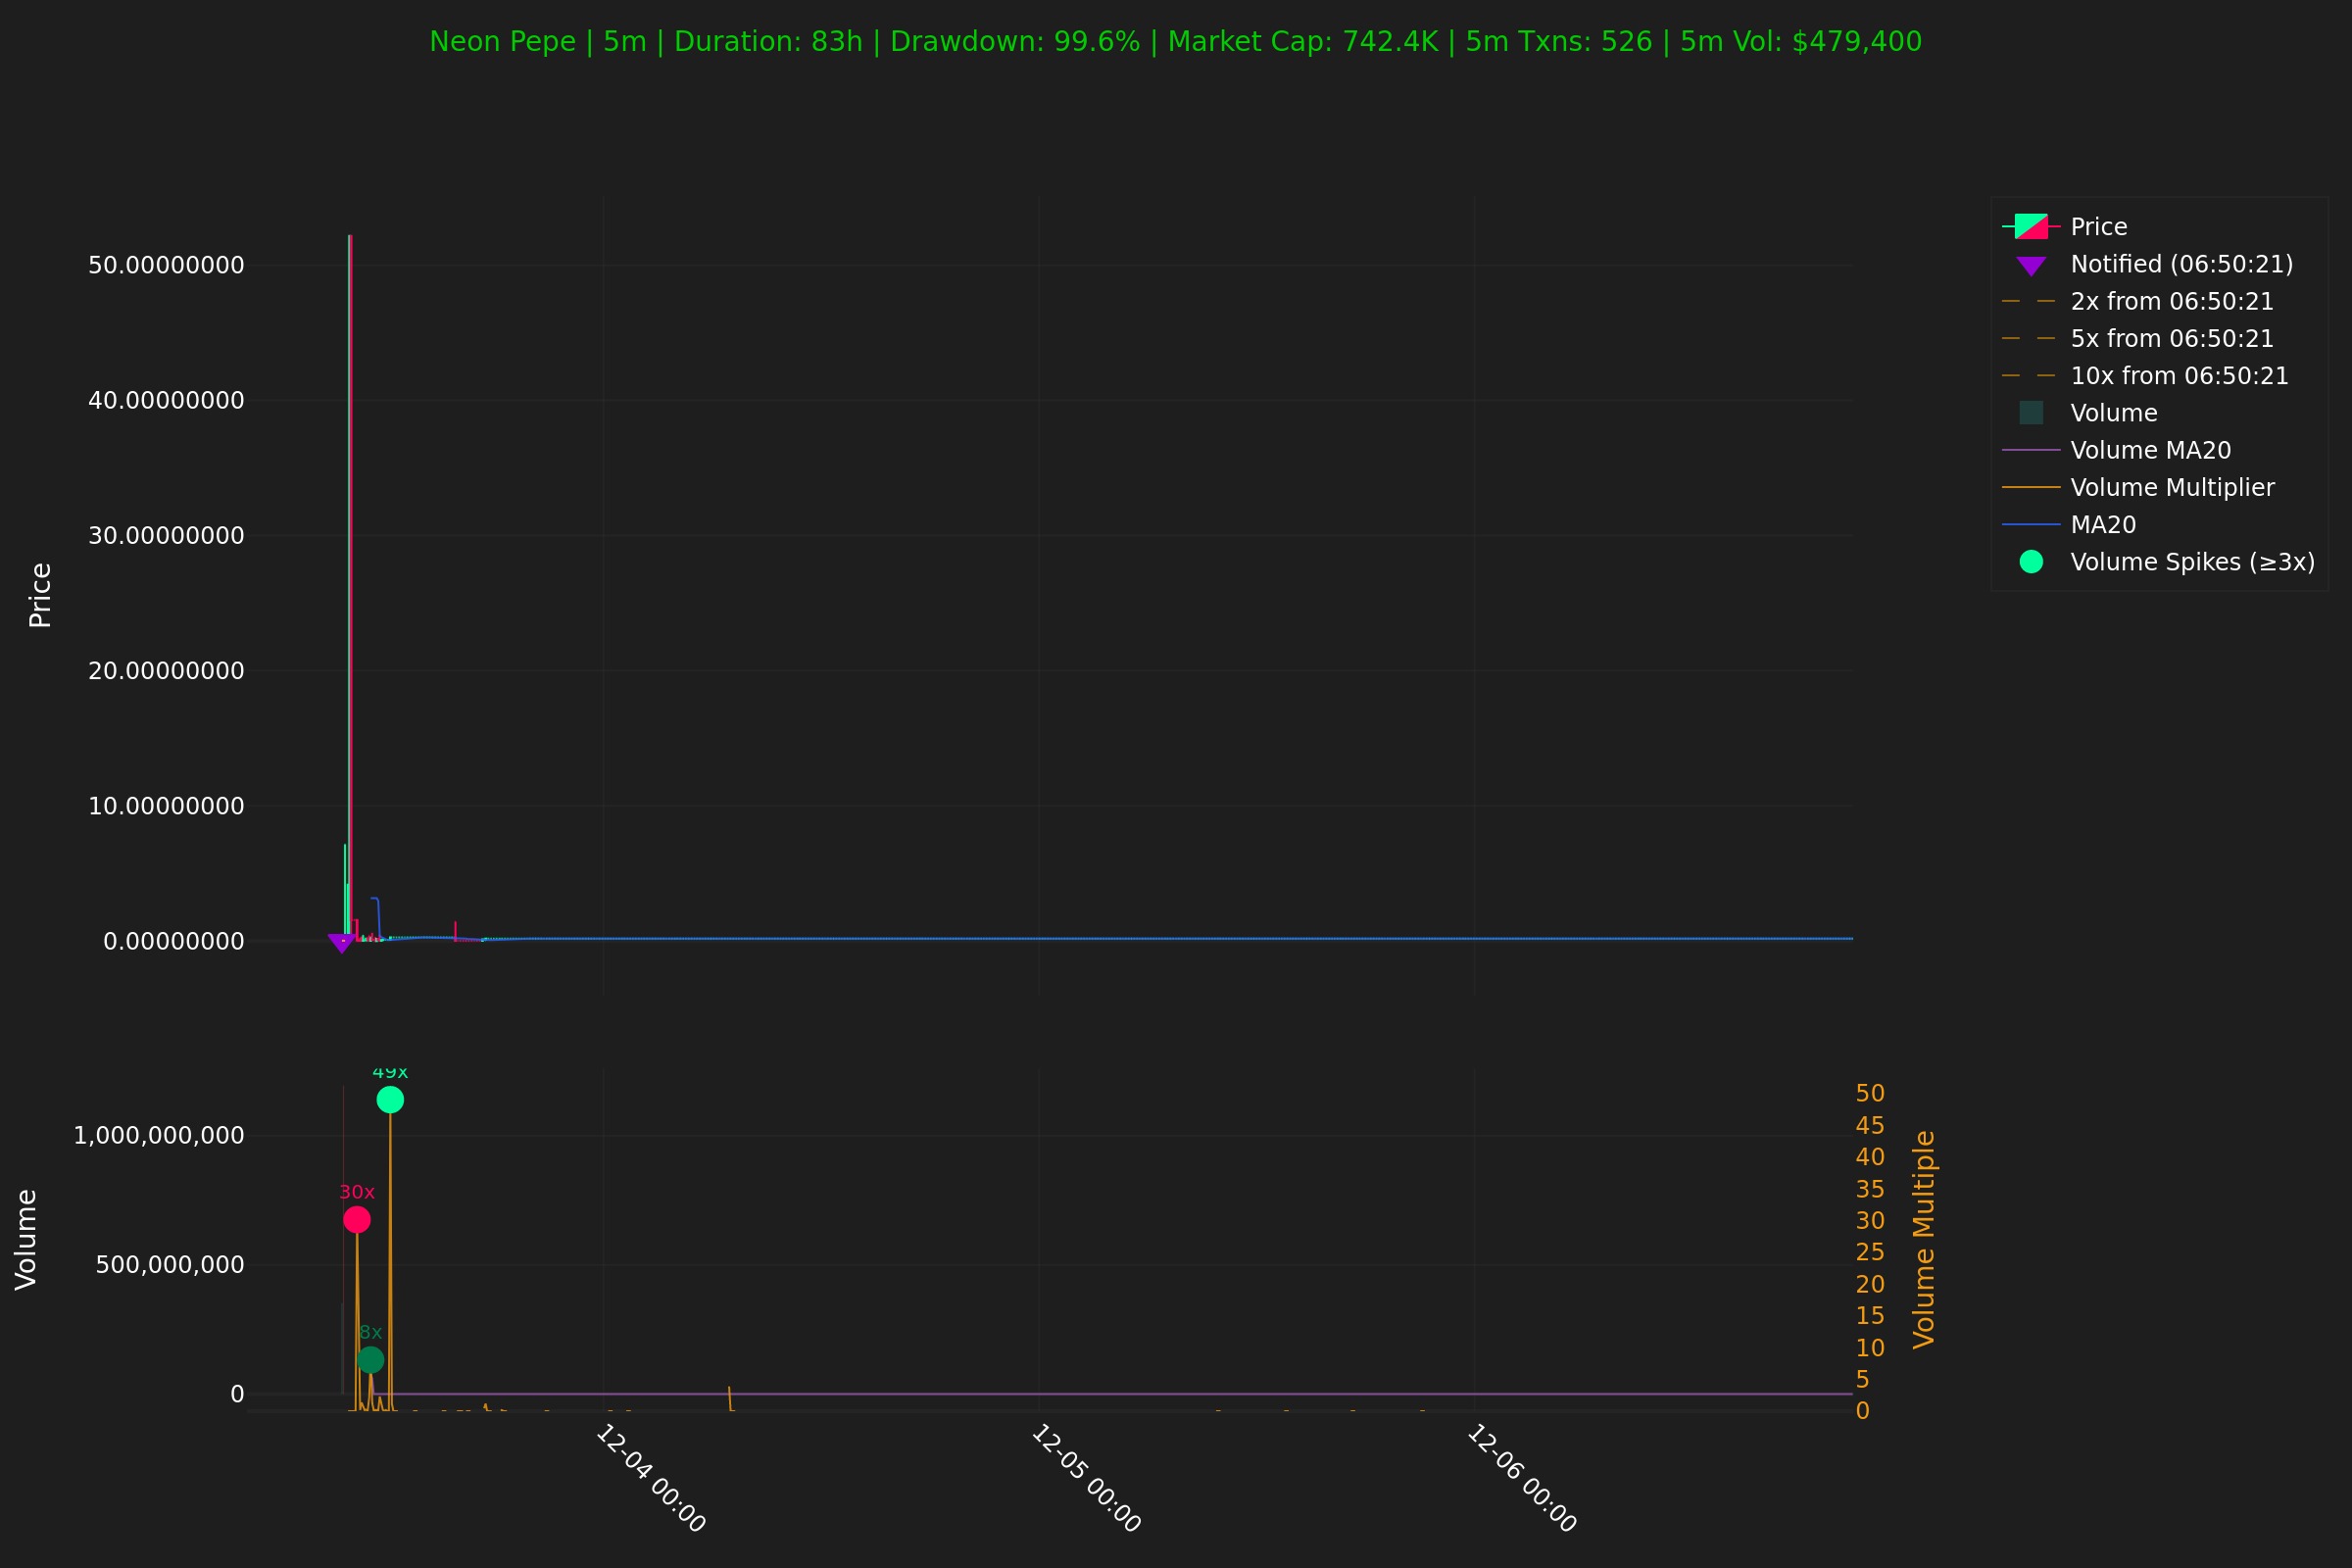 Neon Pepe | 5m | Duration: 83h | Drawdown: 99.6% | Market Cap: 742.4K | 5m Txns: 526 | 5m Vol: $479,400
Price
50.00000000
40.00000000
30.00000000
20.00000000
10.00000000
0.00000000
Price
Notified (06:50:21)
2x from 06:50:21
5x from 06:50:21
10x from 06:50:21
Volume
Volume MA20
Volume Multiplier
MA20
Volume Spikes (≥3x)
Volume
1,000,000,000
500,000,000
0
49x
30x
8x
50
45
40
35
30
25
20
15
10
5
0
Volume Multiple
12-04 00:00
12-05 00:00
12-06 00:00